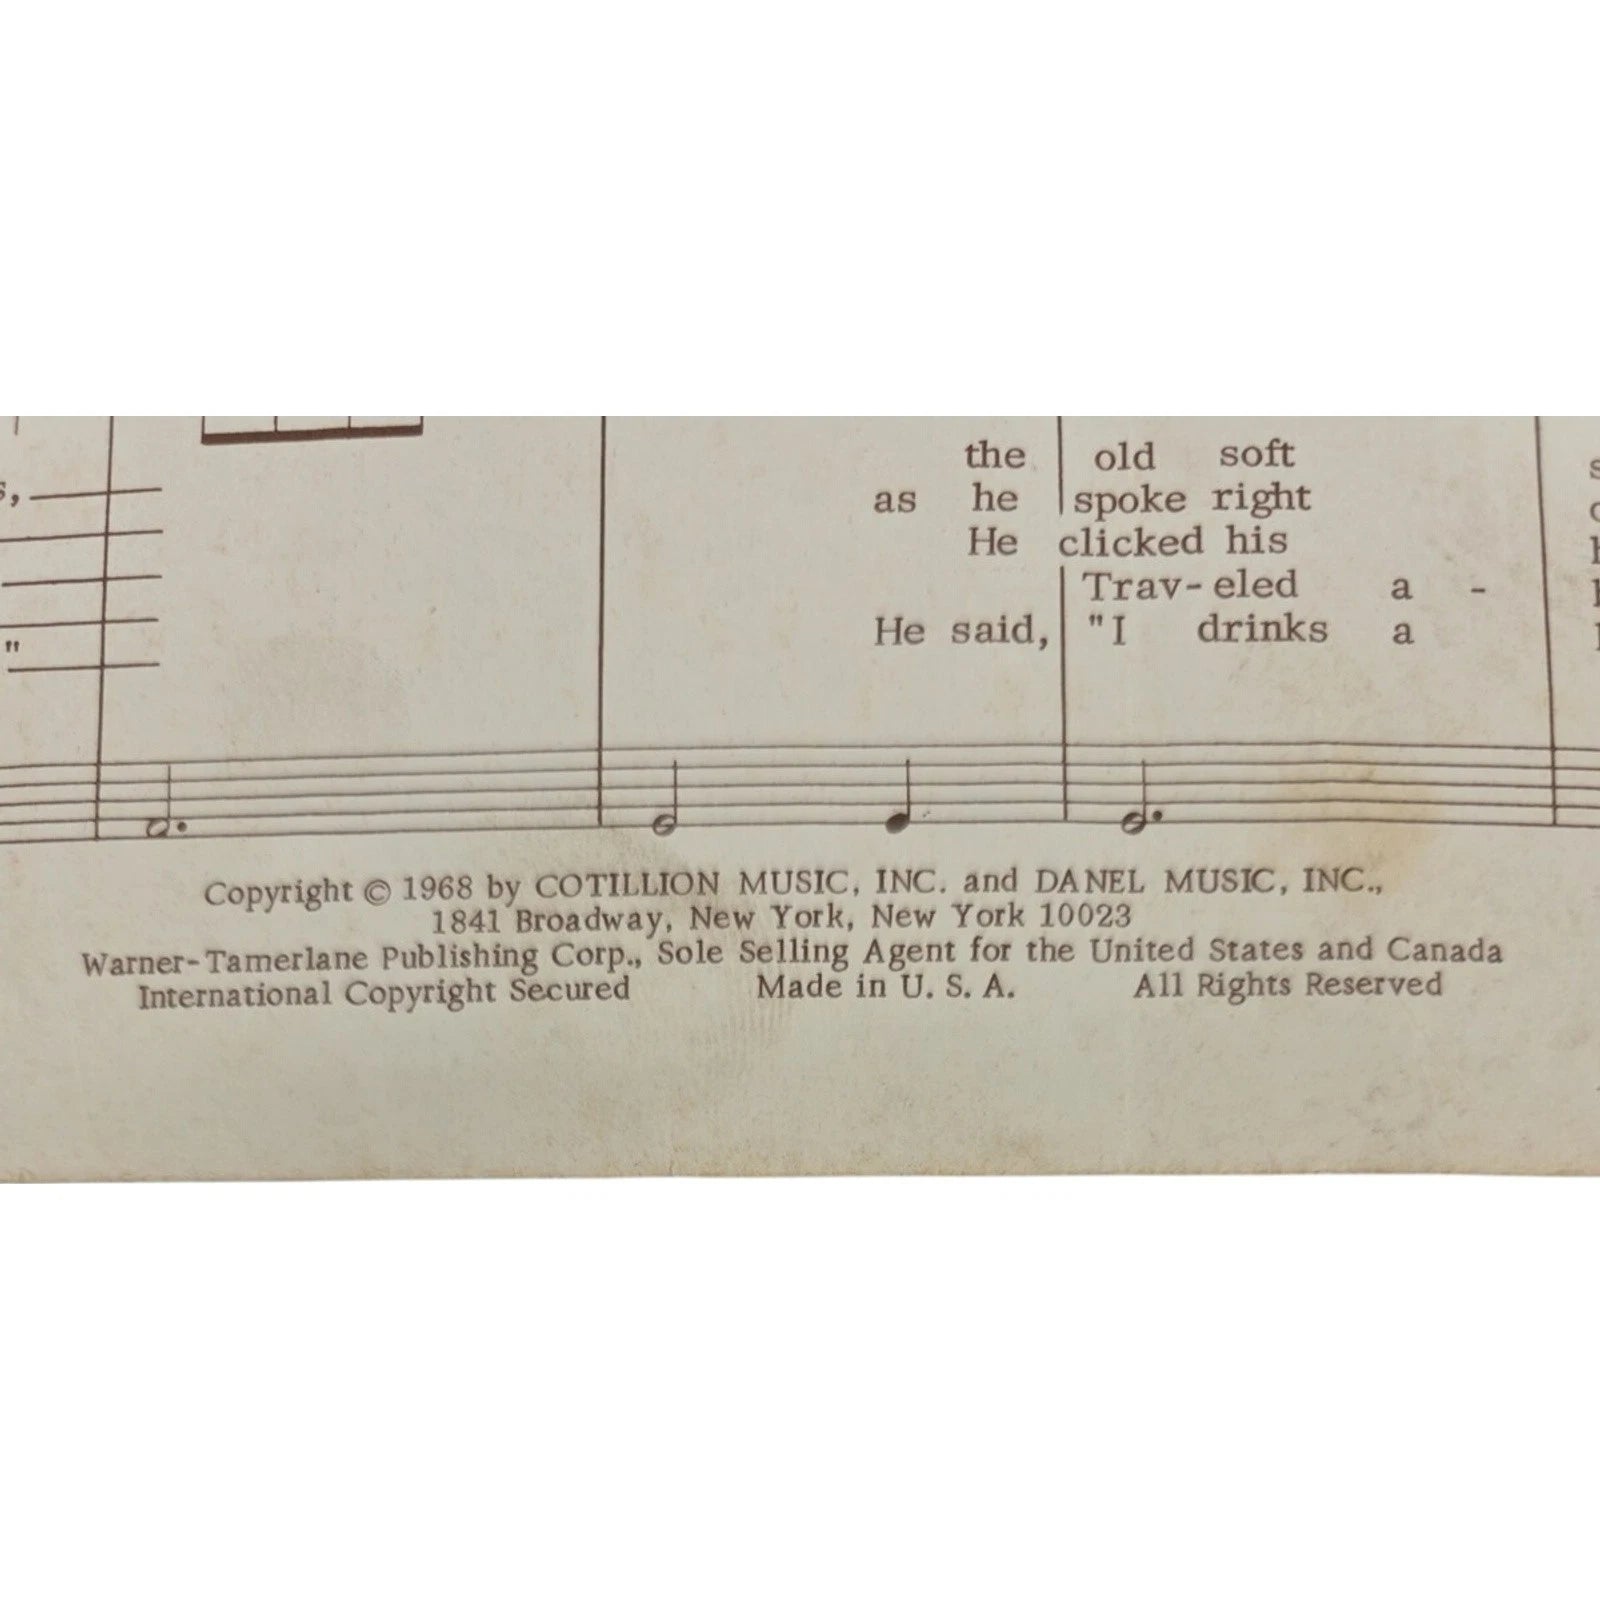 the old soft
s, as he spoke right
He clicked his
Trav-eled a -
" He said, "I drinks a
Copyright © 1968 by COTILLION MUSIC, INC. and DANEL MUSIC, INC.,
1841 Broadway, New York, New York 10023
Warner-Tamerlane Publishing Corp., Sole Selling Agent for the United States and Canada
International Copyright Secured Made in U. S. A. All Rights Reserved